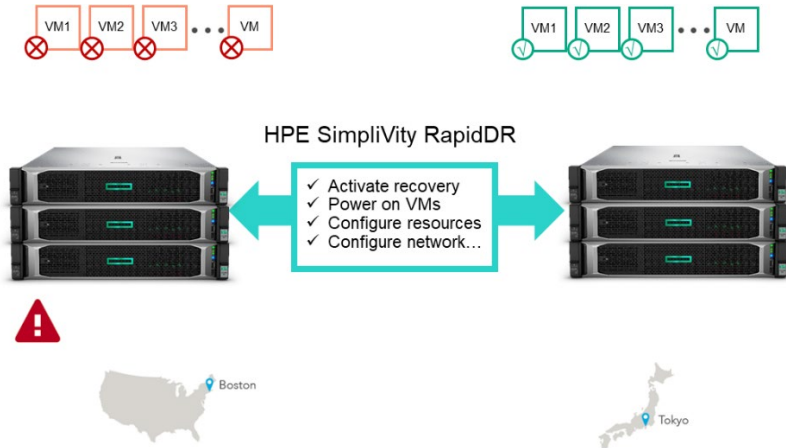 VM1 VM2 VM3 ••• VM
VM1 VM2 VM3 ••• VM
HPE SimpliVity RapidDR
✓ Activate recovery
✓ Power on VMs
✓ Configure resources
✓ Configure network…
Boston
Tokyo